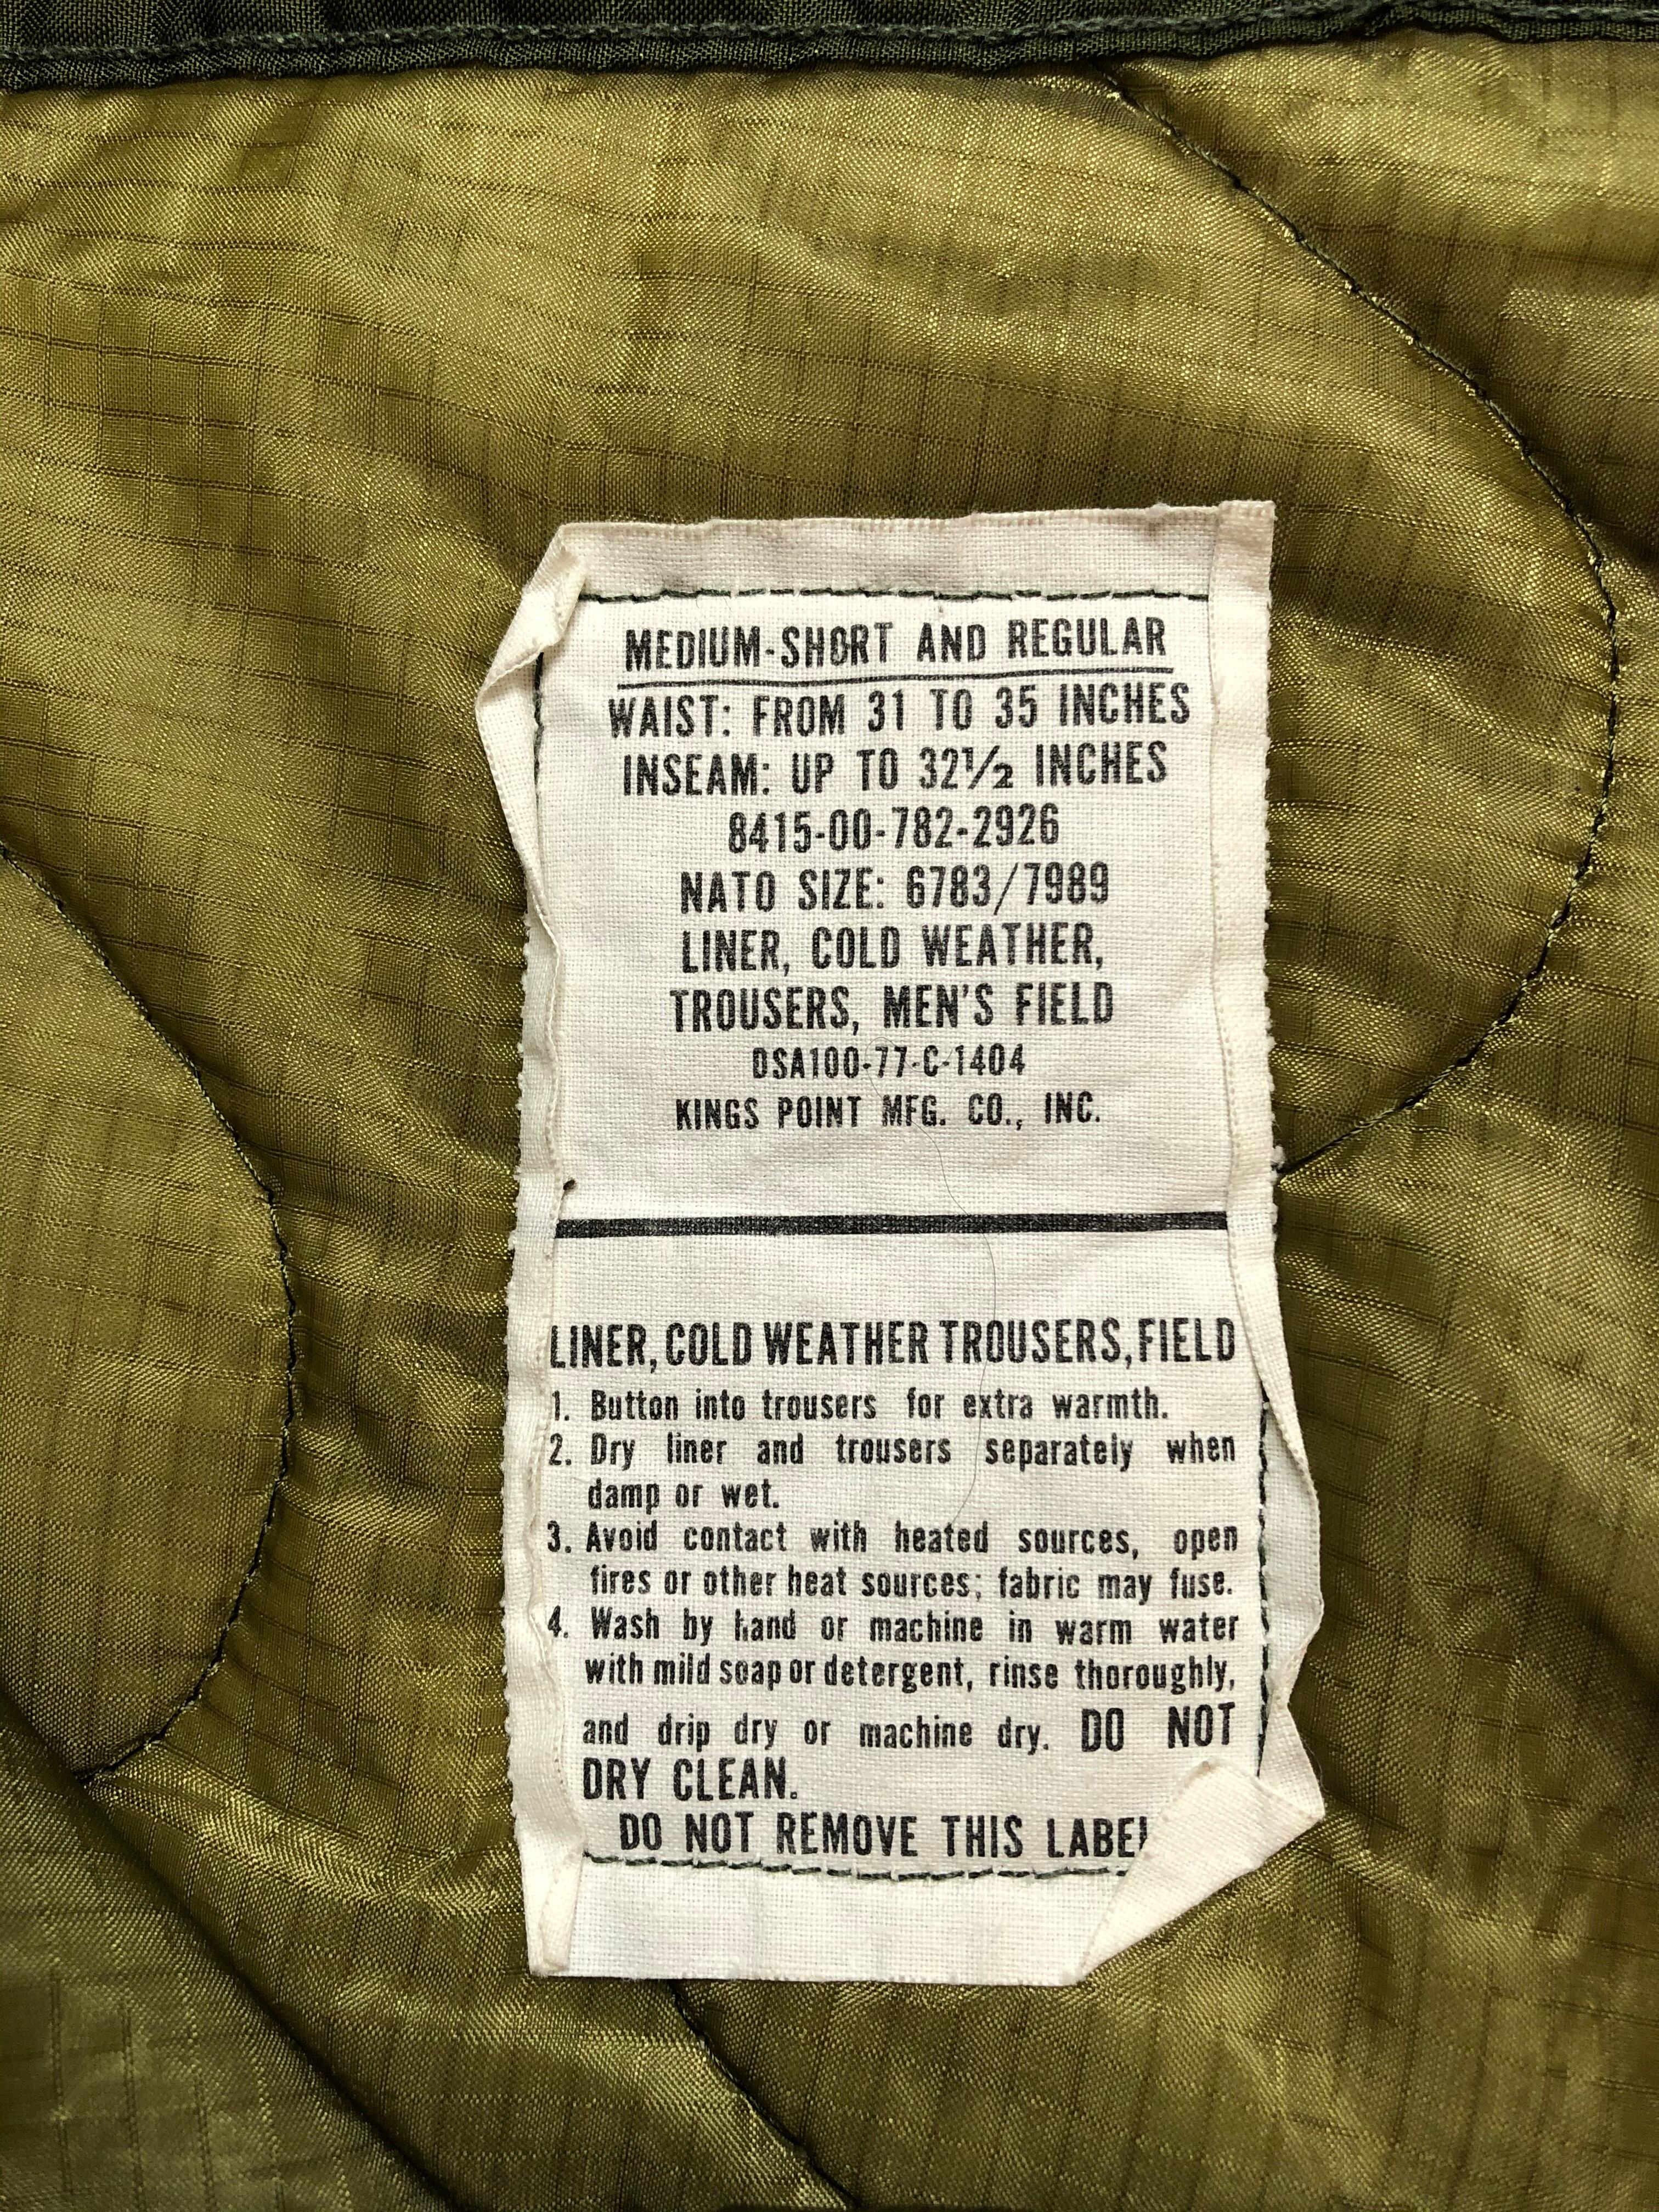 MEDIUM-SHORT AND REGULAR
WAIST: FROM 31 TO 35 INCHES
INSEAM: UP TO 32½ INCHES
8415-00-782-2926
NATO SIZE: 6783/7989
LINER, COLD WEATHER,
TROUSERS, MEN'S FIELD
DSA100-77-C-1404
KINGS POINT MFG. CO., INC.
LINER, COLD WEATHER TROUSERS, FIELD
1. Button into trousers for extra warmth.
2. Dry liner and trousers separately when
damp or wet.
3. Avoid contact with heated sources, open
fires or other heat sources; fabric may fuse.
4. Wash by hand or machine in warm water
with mild soap or detergent, rinse thoroughly,
and drip dry or machine dry. DO NOT
DRY CLEAN.
DO NOT REMOVE THIS LABEL